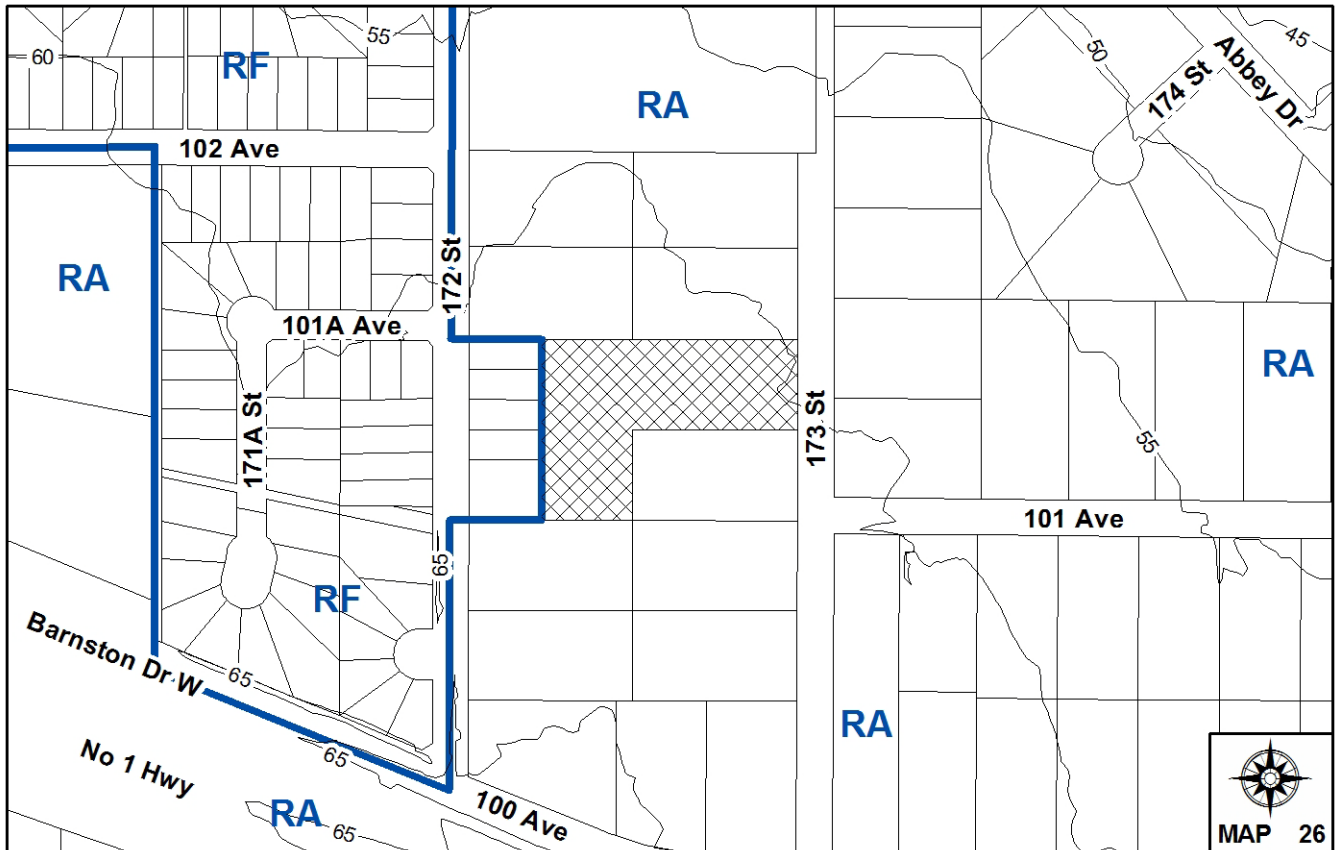 55
60
RF
RA
50
174 St
Abbey Dr
45
102 Ave
RA
172 St
101A Ave
171A St
173 St
RA
55
65
RF
101 Ave
Barnston Dr W
65
65
No 1 Hwy
RA
65
100 Ave
RA
MAP 26